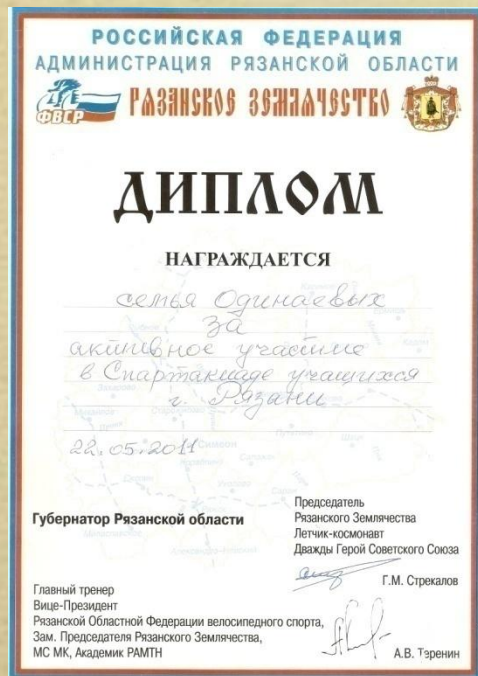 РОССИЙСКАЯ ФЕДЕРАЦИЯ
АДМИНИСТРАЦИЯ РЯЗАНСКОЙ ОБЛАСТИ
ФВСР
РЯЗАНСКОЕ ЗЕМЛЯЧЕСТВО
ДИПЛОМ
НАГРАЖДАЕТСЯ
семья Одинаевых
за
активное участие
в Спартакиаде учащихся
г. Рязани
22.05.2011
Губернатор Рязанской области
Председатель
Рязанского Землячества
Летчик-космонавт
Дважды Герой Советского Союза
Г.М. Стрекалов
Главный тренер
Вице-Президент
Рязанской Областной Федерации велосипедного спорта,
Зам. Председателя Рязанского Землячества,
МС МК, Академик РАМТН
А.В. Таренин